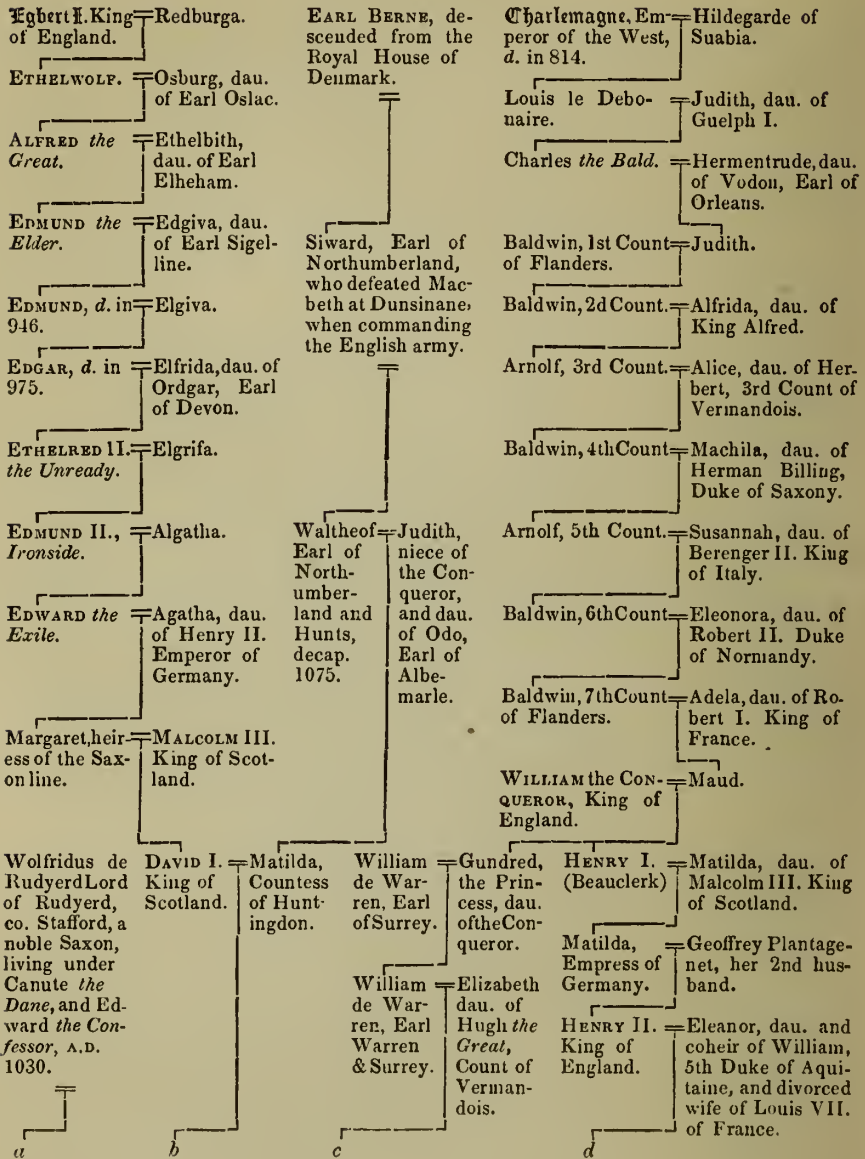 Egbert I. King
of England.
Redburga.
ETHELWOLF.
Osburg, dau.
of Earl Oslac.
ALFRED the
Great.
Ethelbith,
dau. of Earl
Elheham.
EDMUND the
Elder.
Edgiva, dau.
of Earl Sigel-
line.
EDMUND, d. in
946.
Elgiva.
EDGAR, d. in
975.
Elfrida, dau. of
Ordgar, Earl
of Devon.
ETHELRED II.
the Unready.
Elgrifa.
EDMUND II.,
Ironside.
Algatha.
EDWARD the
Exile.
Agatha, dau.
of Henry II.
Emperor of
Germany.
Margaret, heir-
ess of the Sax-
on line.
MALCOLM III.
King of Scot-
land.
EARL BERNE, de-
scended from the
Royal House of
Denmark.
Siward, Earl of
Northumberland,
who defeated Mac-
beth at Dunsinane,
when commanding
the English army.
Waltheof
Earl of
North-
umber-
land and
Hunts,
decap.
1075.
Judith,
niece of
the Con-
queror,
and dau.
of Odo,
Earl of
Albe-
marle.
Charlemagne, Em-
peror of the West,
d. in 814.
Hildegarde of
Suabia.
Louis le Debo-
naire.
Judith, dau. of
Guelph I.
Charles the Bald.
Hermentrude, dau.
of Vodon, Earl of
Orleans.
Baldwin, 1st Count
of Flanders.
Judith.
Baldwin, 2d Count.
Alfrida, dau. of
King Alfred.
Arnolf, 3rd Count.
Alice, dau. of Her-
bert, 3rd Count of
Vermandois.
Baldwin, 4th Count
Machila, dau. of
Herman Billing,
Duke of Saxony.
Arnolf, 5th Count.
Susannah, dau. of
Berenger II. King
of Italy.
Baldwin, 6th Count
Eleonora, dau. of
Robert II. Duke
of Normandy.
Baldwin, 7th Count
of Flanders.
Adela, dau. of Ro-
bert I. King of
France.
WILLIAM the CON-
QUEROR, King of
England.
Maud.
Wolfridus de
Rudyerd Lord
of Rudyerd,
co. Stafford, a
noble Saxon,
living under
Canute the
Dane, and Ed-
ward the Con-
fessor, A.D.
1030.
DAVID I.
King of
Scotland.
Matilda,
Countess
of Hunt-
ingdon.
William
de War-
ren, Earl
of Surrey.
Gundred,
the Prin-
cess, dau.
of the Con-
queror.
HENRY I.
(Beauclerk)
Matilda, dau. of
Malcolm III. King
of Scotland.
William
de War-
ren, Earl
Warren
& Surrey.
Elizabeth
dau. of
Hugh the
Great,
Count of
Verman-
dois.
Matilda,
Empress of
Germany.
Geoffrey Plantage-
net, her 2nd hus-
band.
HENRY II.
King of
England.
Eleanor, dau. and
coheir of William,
5th Duke of Aqui-
taine, and divorced
wife of Louis VII.
of France.
a b c d